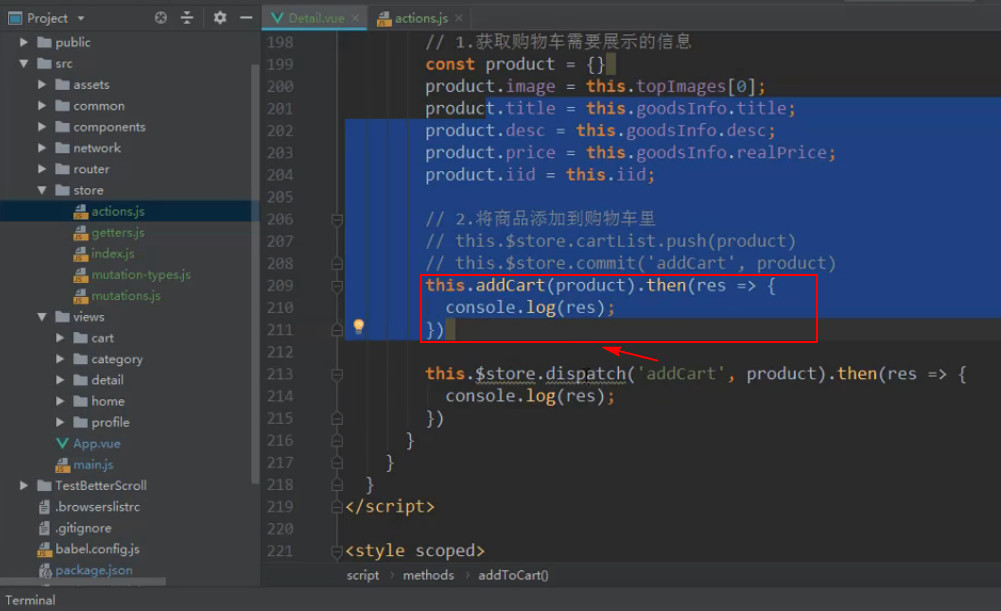 Project
Detail.vue
actions.js
public
src
assets
common
components
network
router
store
actions.js
getters.js
index.js
mutation-types.js
mutations.js
views
cart
category
detail
home
profile
App.vue
main.js
TestBetterScroll
.browserslistrc
.gitignore
babel.config.js
package.json
198 // 1.获取购物车需要展示的信息
199 const product = {}
200 product.image = this.topImages[0];
201 product.title = this.goodsInfo.title;
202 product.desc = this.goodsInfo.desc;
203 product.price = this.goodsInfo.realPrice;
204 product.iid = this.iid;
205
206 // 2.将商品添加到购物车里
207 // this.$store.cartList.push(product)
208 // this.$store.commit('addCart', product)
209 this.addCart(product).then(res => {
210 console.log(res);
211 })
212
213 this.$store.dispatch('addCart', product).then(res => {
214 console.log(res);
215 })
216 }
217 }
218 }
219 </script>
220
221 <style scoped>
script › methods › addToCart()
Terminal